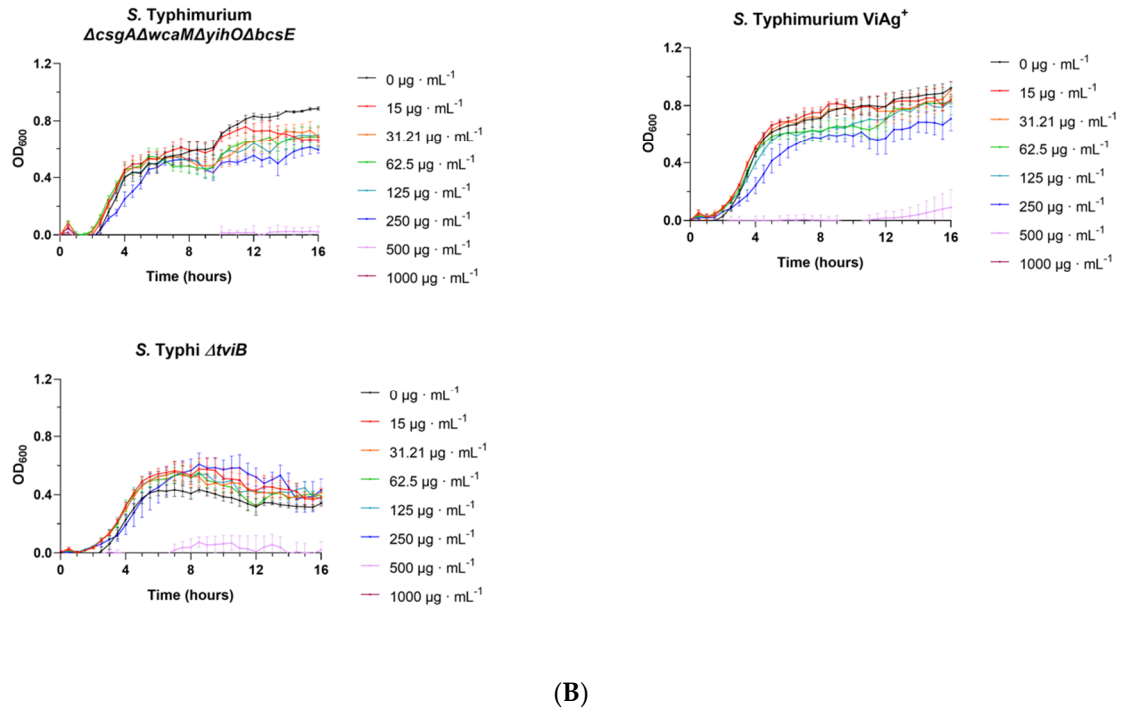 S. Typhimurium
ΔcsgAΔwcaMΔyihOΔbcsE
1.2
0.8
0.4
0.0
OD600
0 4 8 12 16
Time (hours)
0 µg · mL-1
15 µg · mL-1
31.21 µg · mL-1
62.5 µg · mL-1
125 µg · mL-1
250 µg · mL-1
500 µg · mL-1
1000 µg · mL-1
S. Typhimurium ViAg+
1.2
0.8
0.4
0.0
OD600
0 4 8 12 16
Time (hours)
0 µg · mL-1
15 µg · mL-1
31.21 µg · mL-1
62.5 µg · mL-1
125 µg · mL-1
250 µg · mL-1
500 µg · mL-1
1000 µg · mL-1
S. Typhi ΔtviB
1.2
0.8
0.4
0.0
OD600
0 4 8 12 16
Time (hours)
0 µg · mL-1
15 µg · mL-1
31.21 µg · mL-1
62.5 µg · mL-1
125 µg · mL-1
250 µg · mL-1
500 µg · mL-1
1000 µg · mL-1
(B)